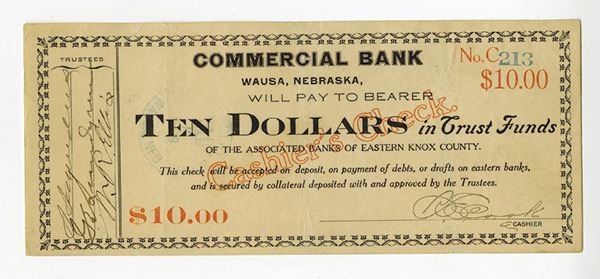 TRUSTEES
COMMERCIAL BANK
No. C213
WAUSA, NEBRASKA,
$10.00
WILL PAY TO BEARER
TEN DOLLARS in Trust Funds
Cashier's Check.
OF THE ASSOCIATED BANKS OF EASTERN KNOX COUNTY.
This check will be accepted on deposit, on payment of debts, or drafts on eastern banks,
and is secured by collateral deposited with and approved by the Trustees.
$10.00
CASHIER